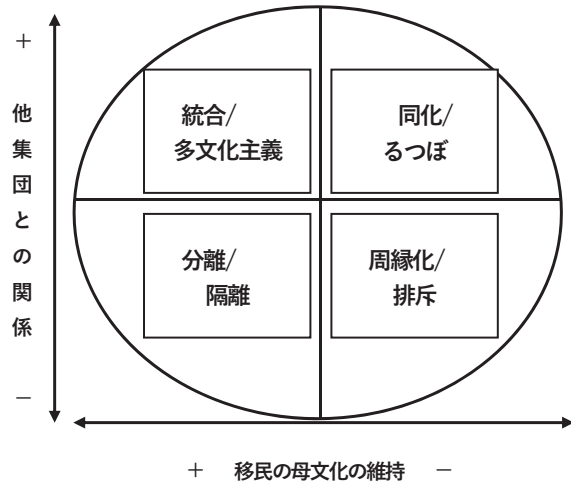 +
他集団との関係
−
統合/
多文化主義
同化/
るつぼ
分離/
隔離
周縁化/
排斥
+ 移民の母文化の維持 −